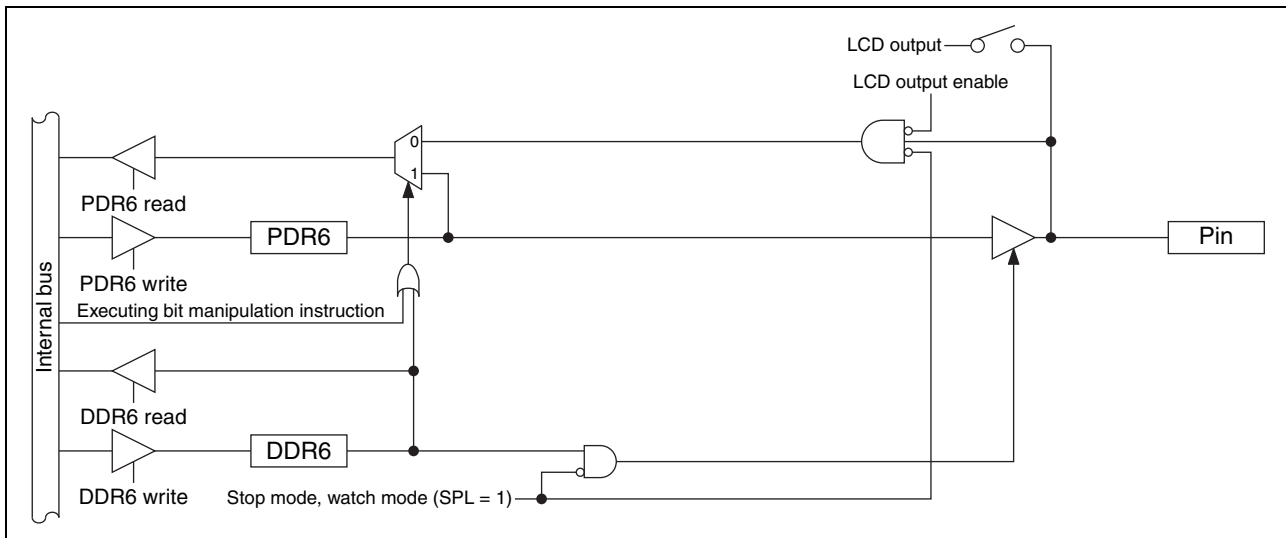 LCD output
LCD output enable
0
1
PDR6 read
PDR6
Pin
PDR6 write
Executing bit manipulation instruction
Internal bus
DDR6 read
DDR6
DDR6 write
Stop mode, watch mode (SPL = 1)